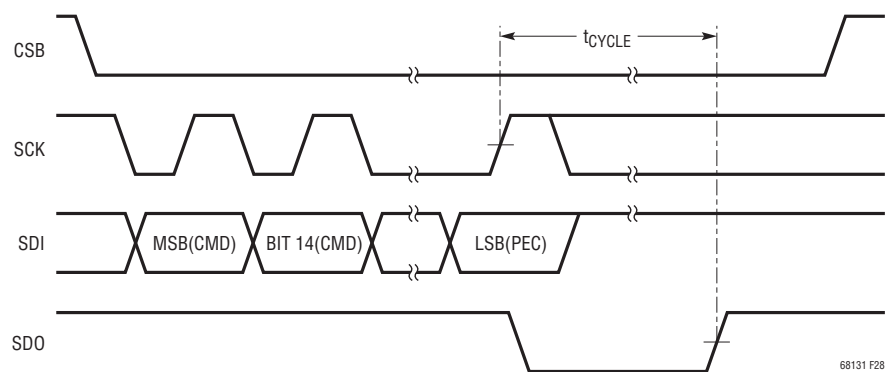 tCYCLE
CSB
SCK
SDI
MSB(CMD)
BIT 14(CMD)
LSB(PEC)
SDO
68131 F28